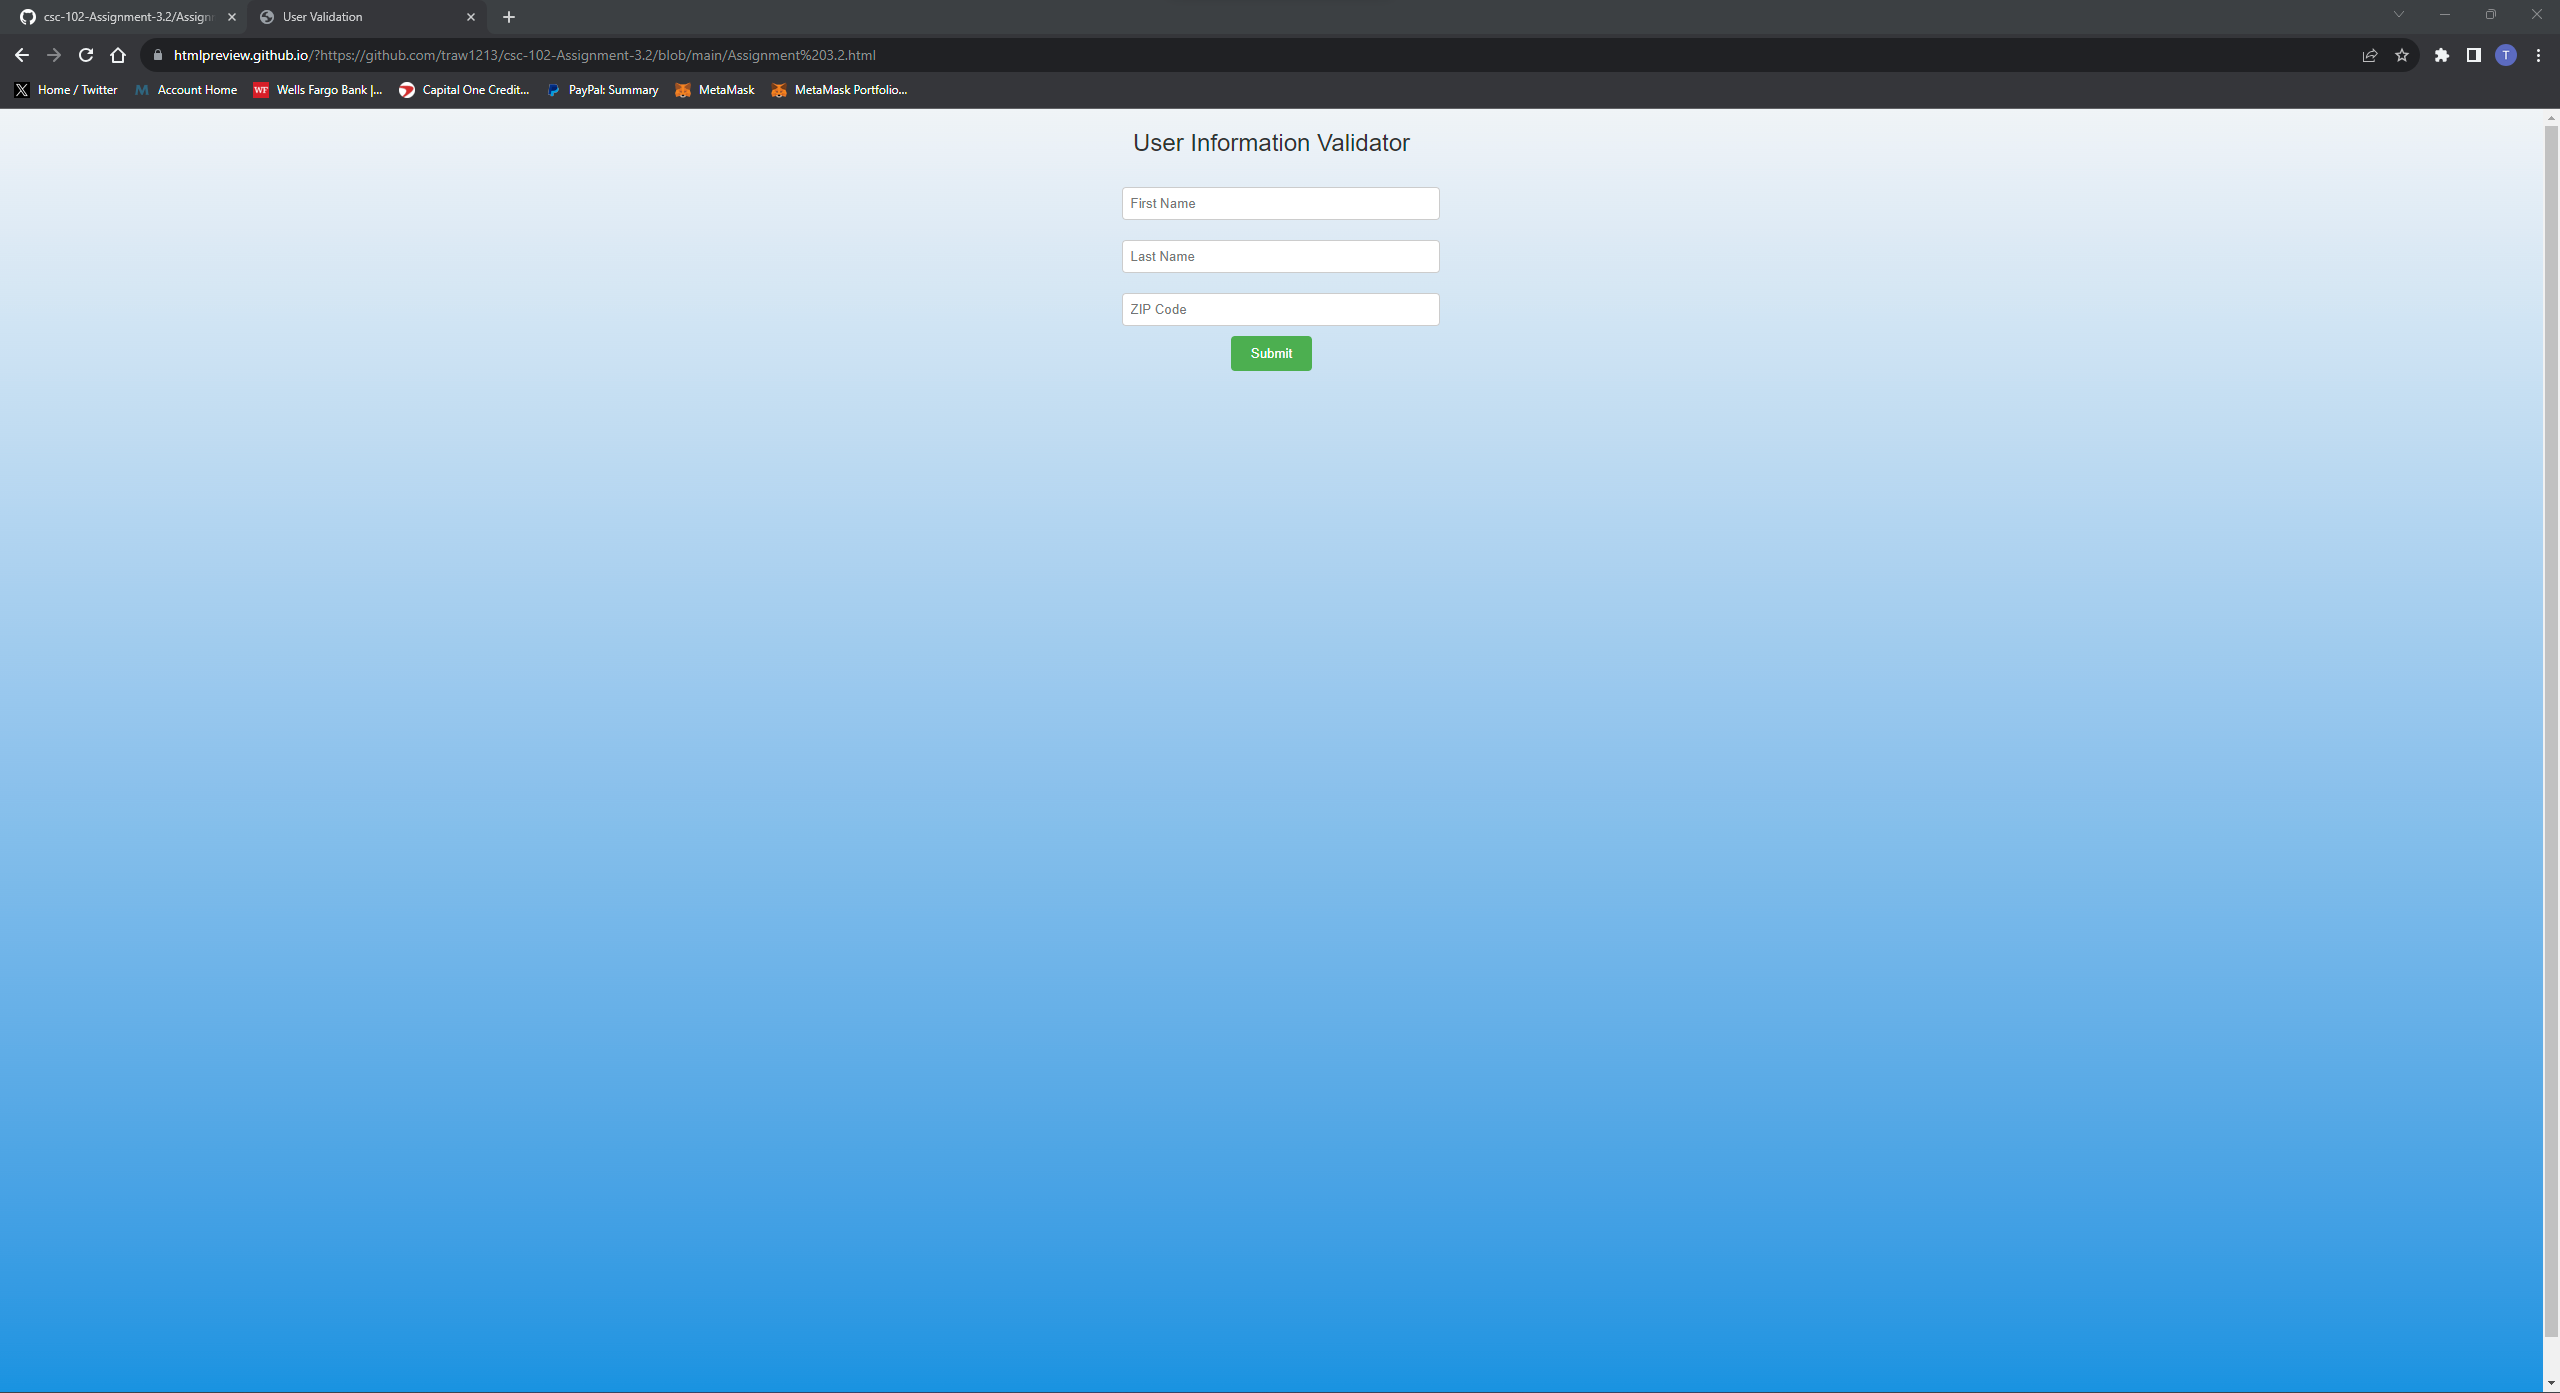 csc-102-Assignment-3.2/Assign
User Validation
htmlpreview.github.io/?https://github.com/traw1213/csc-102-Assignment-3.2/blob/main/Assignment%203.2.html
T
Home / Twitter
Account Home
WF Wells Fargo Bank |...
Capital One Credit...
PayPal: Summary
MetaMask
MetaMask Portfolio...
User Information Validator
First Name
Last Name
ZIP Code
Submit